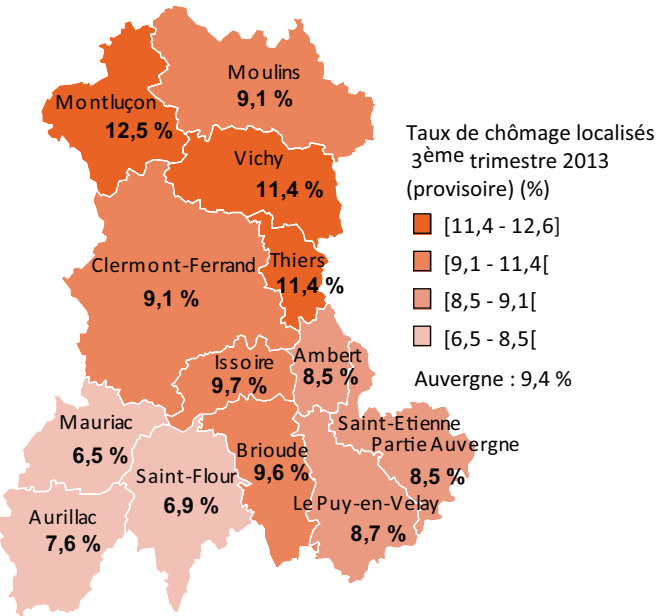 Moulins
9,1 %
Montluçon
12,5 %
Vichy
11,4 %
Taux de chômage localisés
3ème trimestre 2013
(provisoire) (%)
[11,4 - 12,6]
[9,1 - 11,4[
[8,5 - 9,1[
[6,5 - 8,5[
Auvergne : 9,4 %
Clermont-Ferrand
9,1 %
Thiers
11,4 %
Issoire
9,7 %
Ambert
8,5 %
Mauriac
6,5 %
Saint-Flour
6,9 %
Brioude
9,6 %
Saint-Etienne
Partie Auvergne
8,5 %
Le Puy-en-Velay
8,7 %
Aurillac
7,6 %